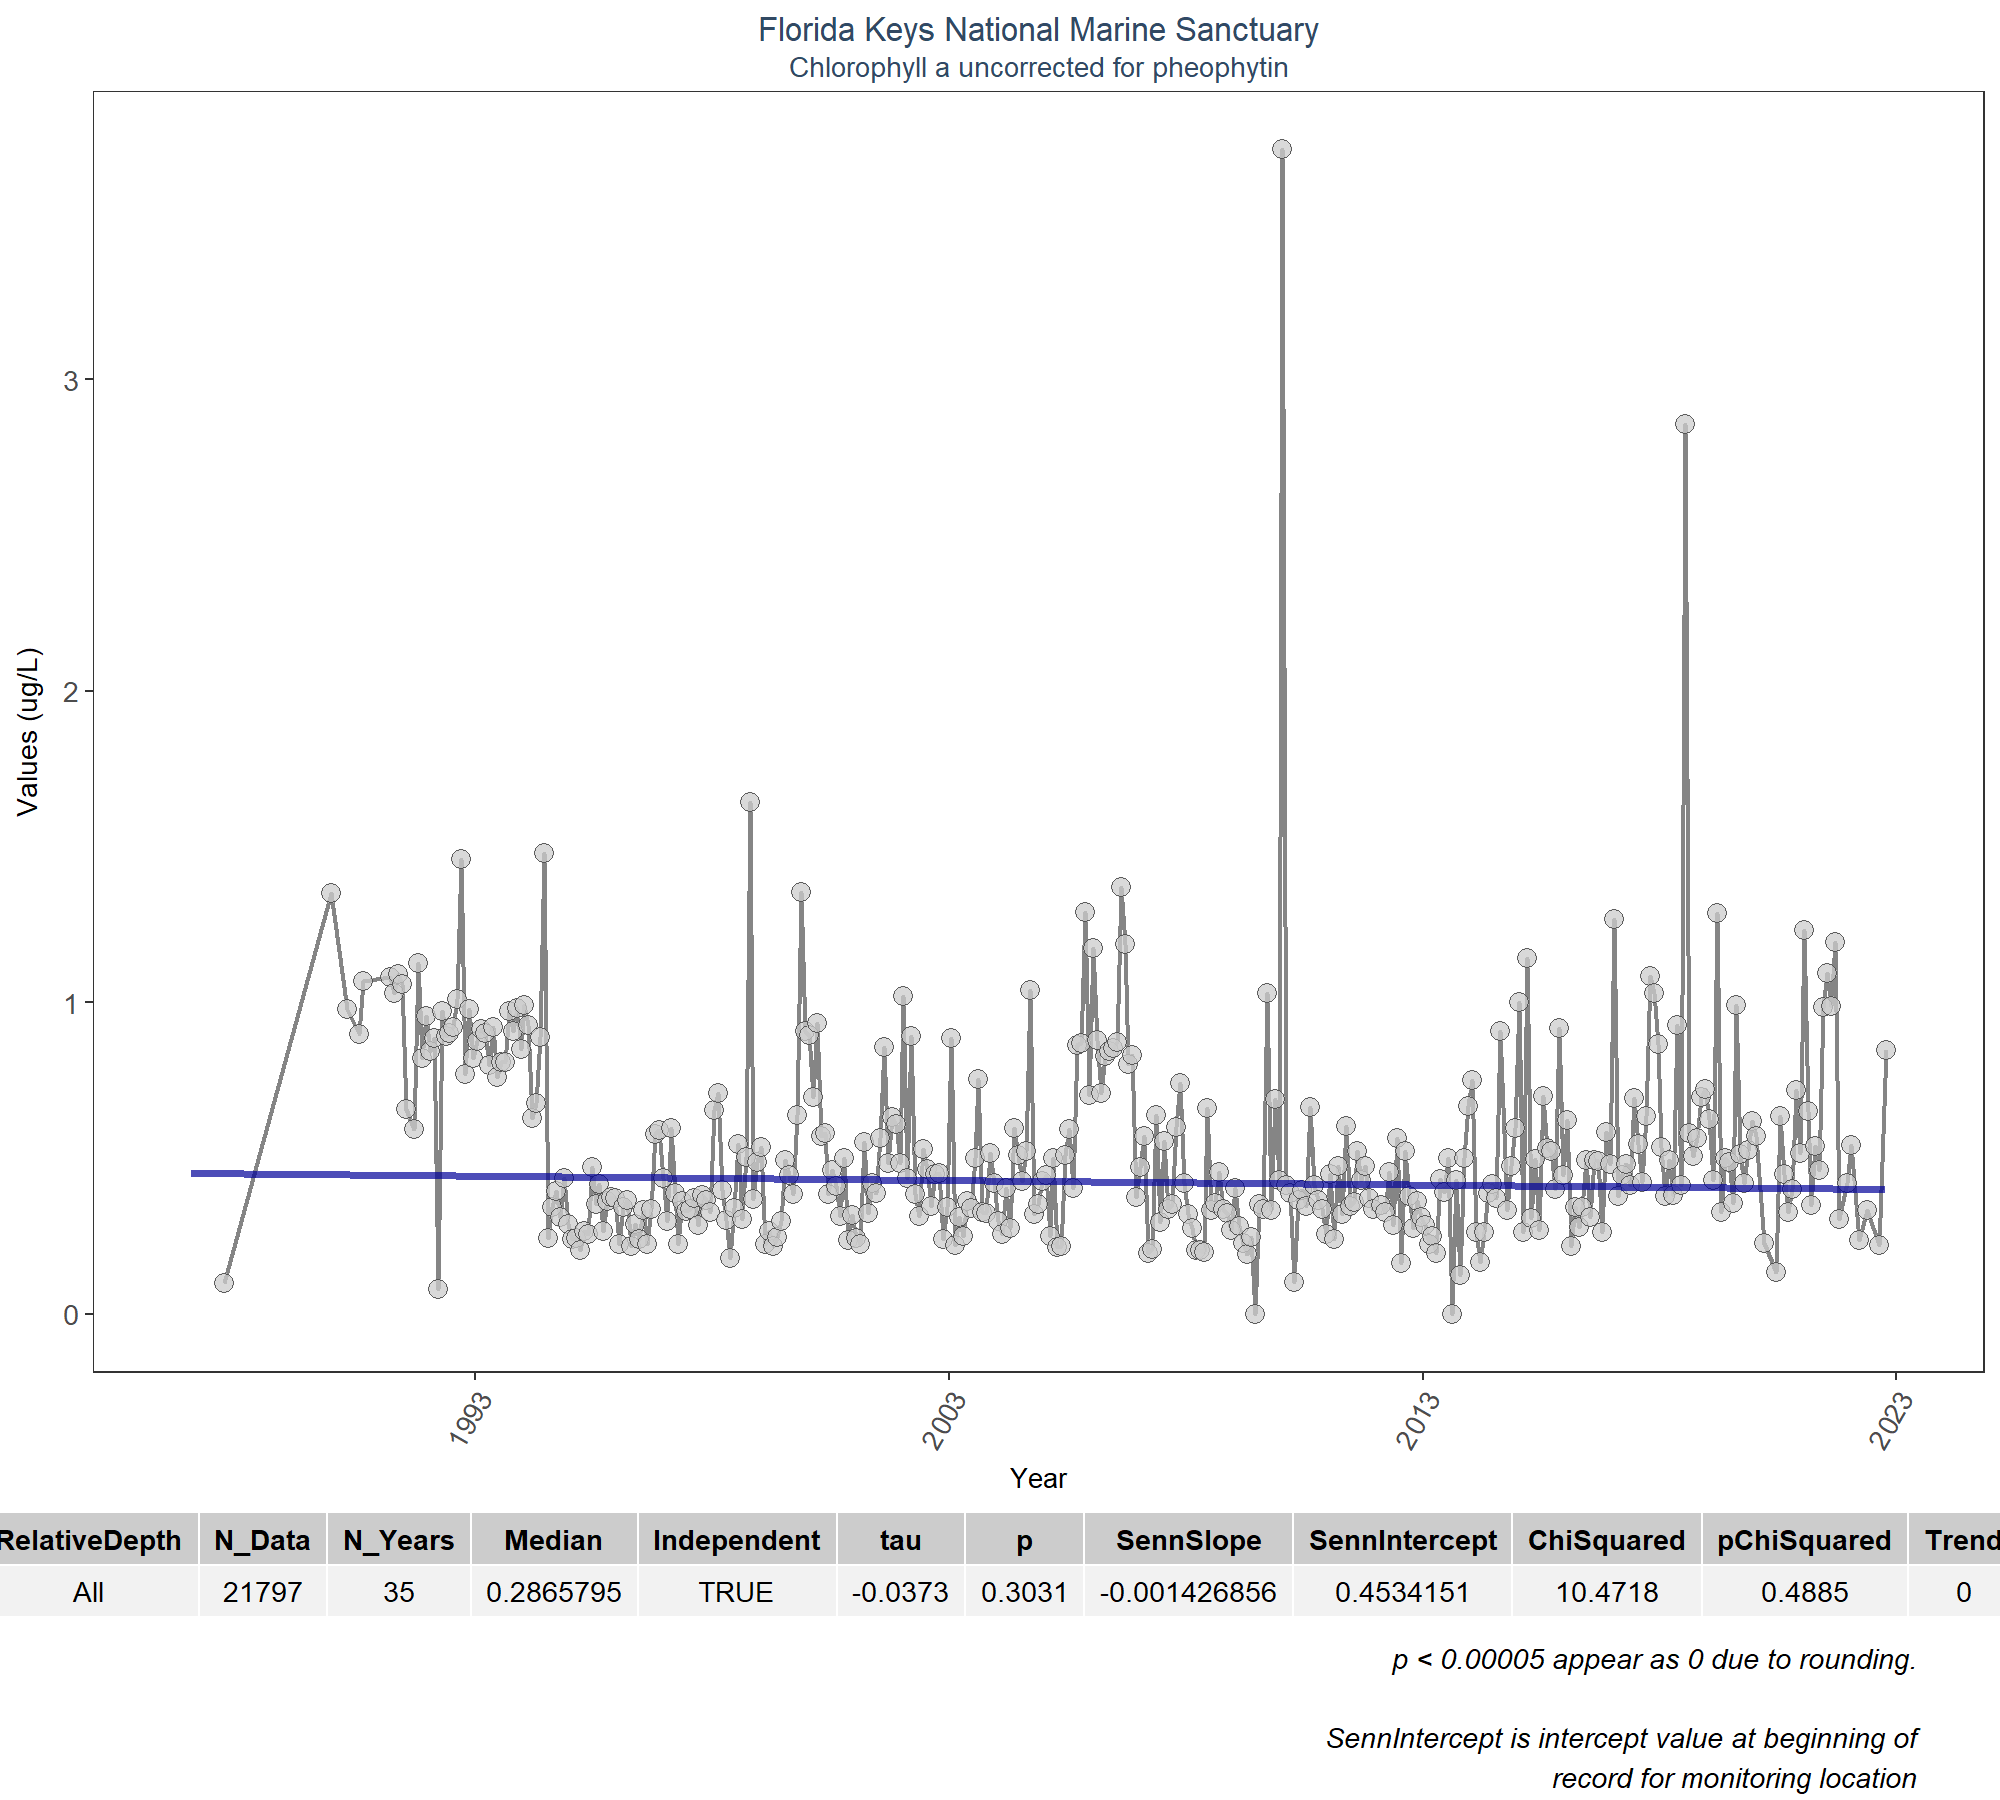 Florida Keys National Marine Sanctuary
Chlorophyll a uncorrected for pheophytin
Values (ug/L)
3
2
1
0
1993 2003 2013 2023
Year
RelativeDepth N_Data N_Years Median Independent tau p SennSlope SennIntercept ChiSquared pChiSquared Trend
All 21797 35 0.2865795 TRUE -0.0373 0.3031 -0.001426856 0.4534151 10.4718 0.4885 0
p < 0.00005 appear as 0 due to rounding.
SennIntercept is intercept value at beginning of
record for monitoring location